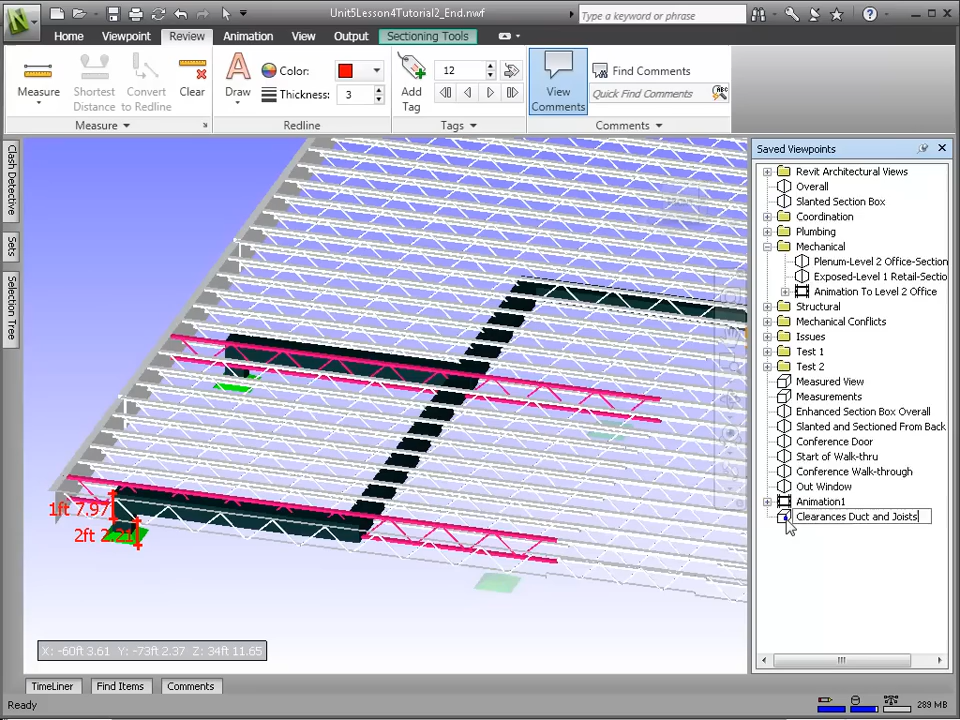 Unit5Lesson4Tutorial2_End.nwf
Type a keyword or phrase
Home Viewpoint Review Animation View Output Sectioning Tools
Measure
Shortest Distance
Convert to Redline
Clear
Measure
Draw
Color:
Thickness: 3
Redline
Add Tag
12
Tags
View Comments
Find Comments
Quick Find Comments
Comments
Clash Detective
Sets
Selection Tree
1ft 7.97
2ft 2.21
X: -60ft 3.61 Y: -73ft 2.37 Z: 34ft 11.65
Saved Viewpoints
Revit Architectural Views
Overall
Slanted Section Box
Coordination
Plumbing
Mechanical
Plenum-Level 2 Office-Section
Exposed-Level 1 Retail-Sectio
Animation To Level 2 Office
Structural
Mechanical Conflicts
Issues
Test 1
Test 2
Measured View
Measurements
Enhanced Section Box Overall
Slanted and Sectioned From Back
Conference Door
Start of Walk-thru
Conference Walk-through
Out Window
Animation1
Clearances Duct and Joists
TimeLiner Find Items Comments
Ready
289 MB